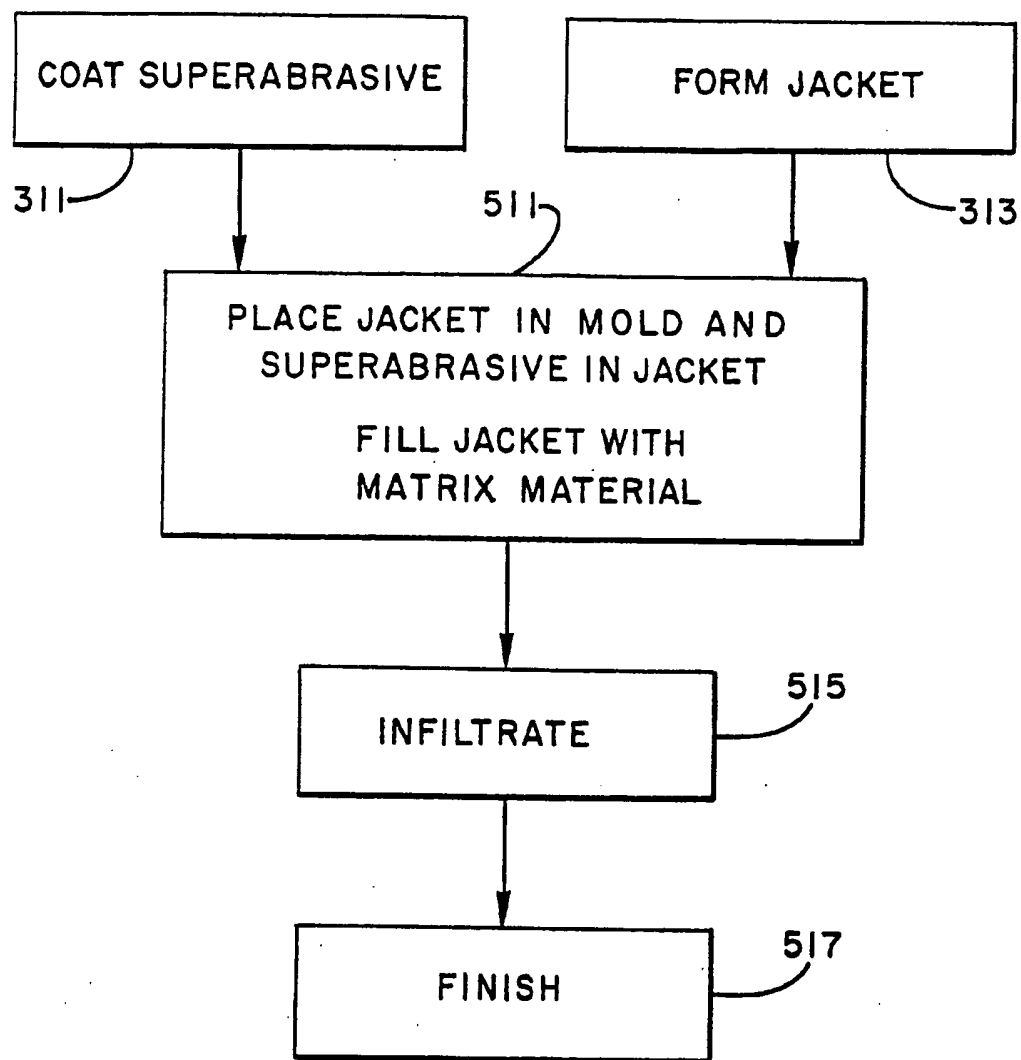 COAT SUPERABRASIVE
FORM JACKET
311
313
511
PLACE JACKET IN MOLD AND
SUPERABRASIVE IN JACKET
FILL JACKET WITH
MATRIX MATERIAL
515
INFILTRATE
517
FINISH